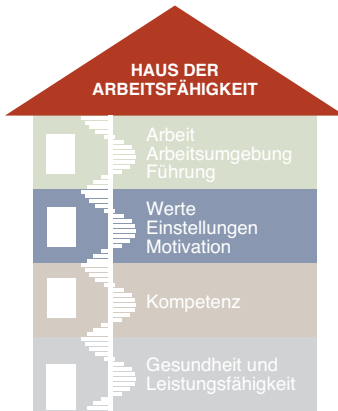 HAUS DER
ARBEITSFÄHIGKEIT
Arbeit
Arbeitsumgebung
Führung
Werte
Einstellungen
Motivation
Kompetenz
Gesundheit und
Leistungsfähigkeit